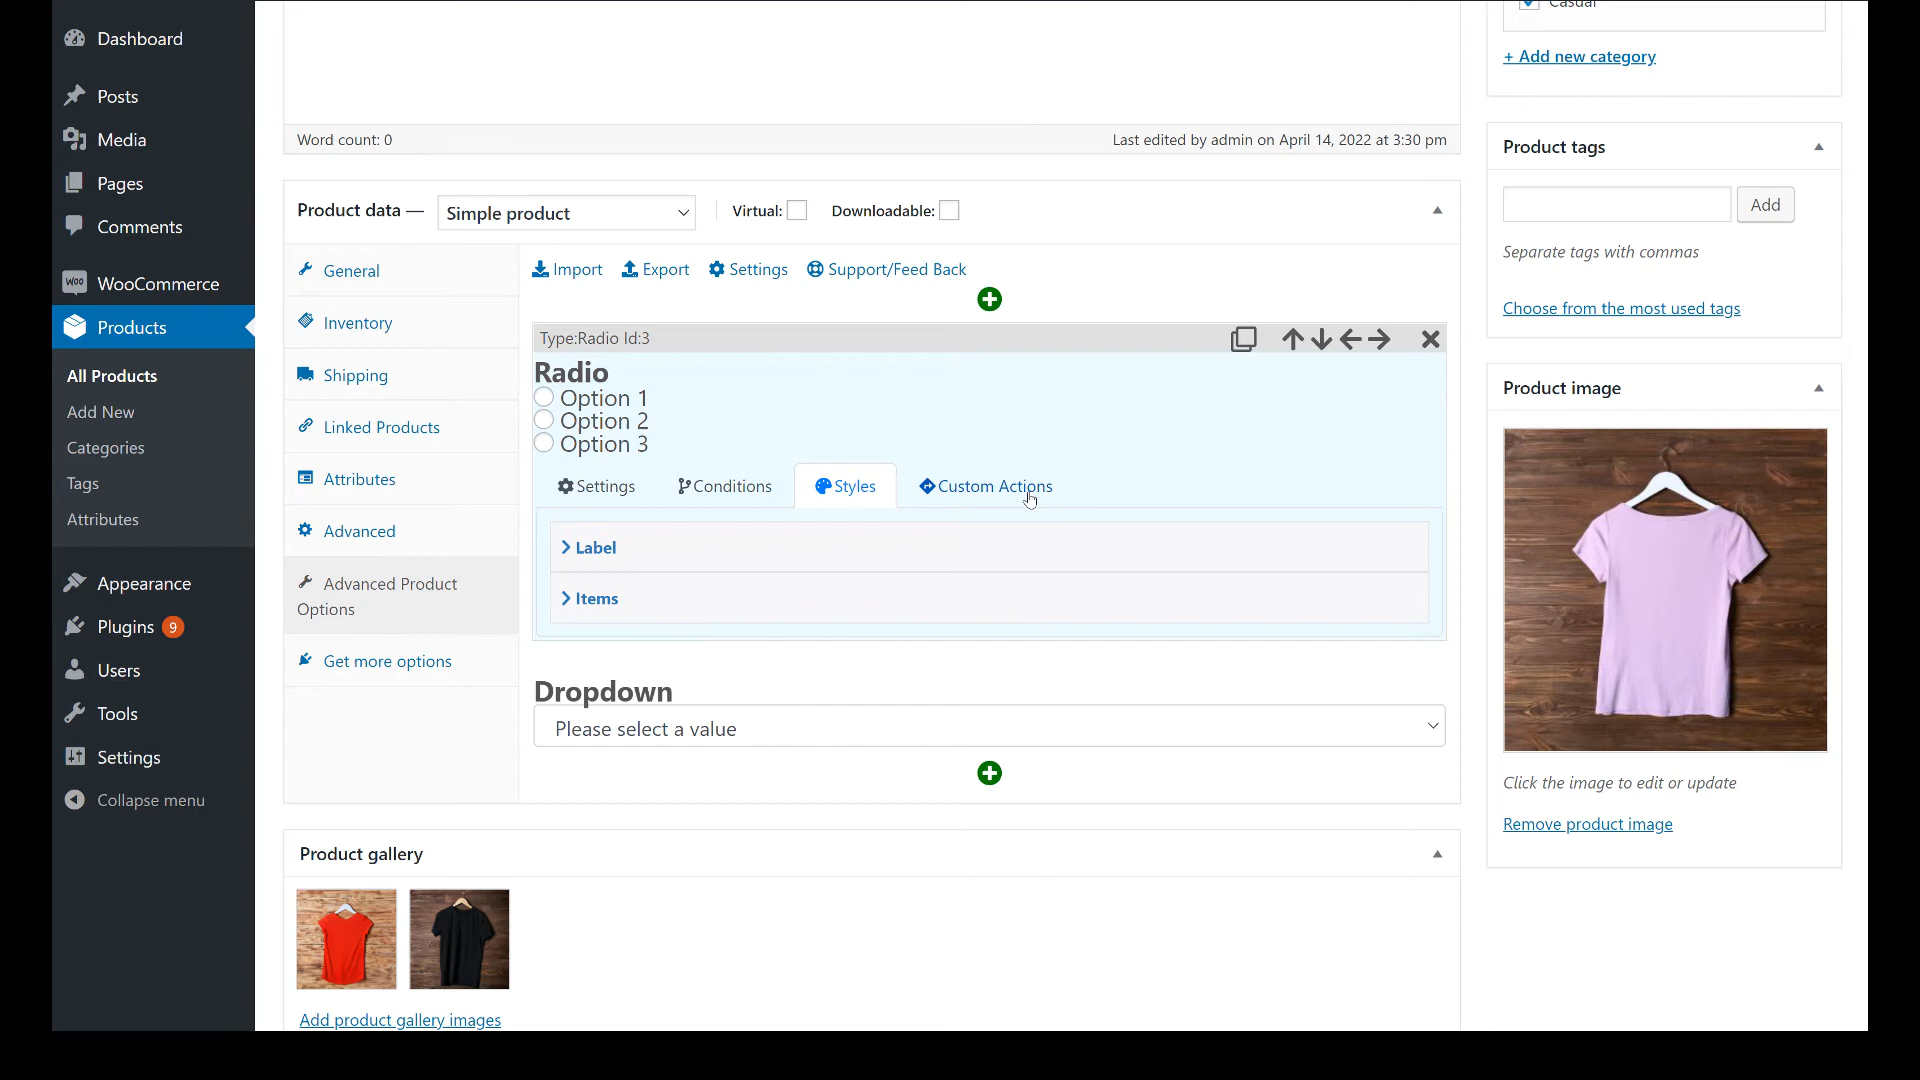 Dashboard
Posts
Media
Pages
Comments
WOO WooCommerce
Products
All Products
Add New
Categories
Tags
Attributes
Appearance
Plugins 9
Users
Tools
Settings
Collapse menu
Word count: 0
Last edited by admin on April 14, 2022 at 3:30 pm
Product data — Simple product Virtual: Downloadable:
General
Inventory
Shipping
Linked Products
Attributes
Advanced
Advanced Product
Options
Get more options
Import Export Settings Support/Feed Back
Type:Radio Id:3
Radio
Option 1
Option 2
Option 3
Settings Conditions Styles Custom Actions
Label
Items
Dropdown
Please select a value
Product gallery
Add product gallery images
Casual
+ Add new category
Product tags
Add
Separate tags with commas
Choose from the most used tags
Product image
Click the image to edit or update
Remove product image